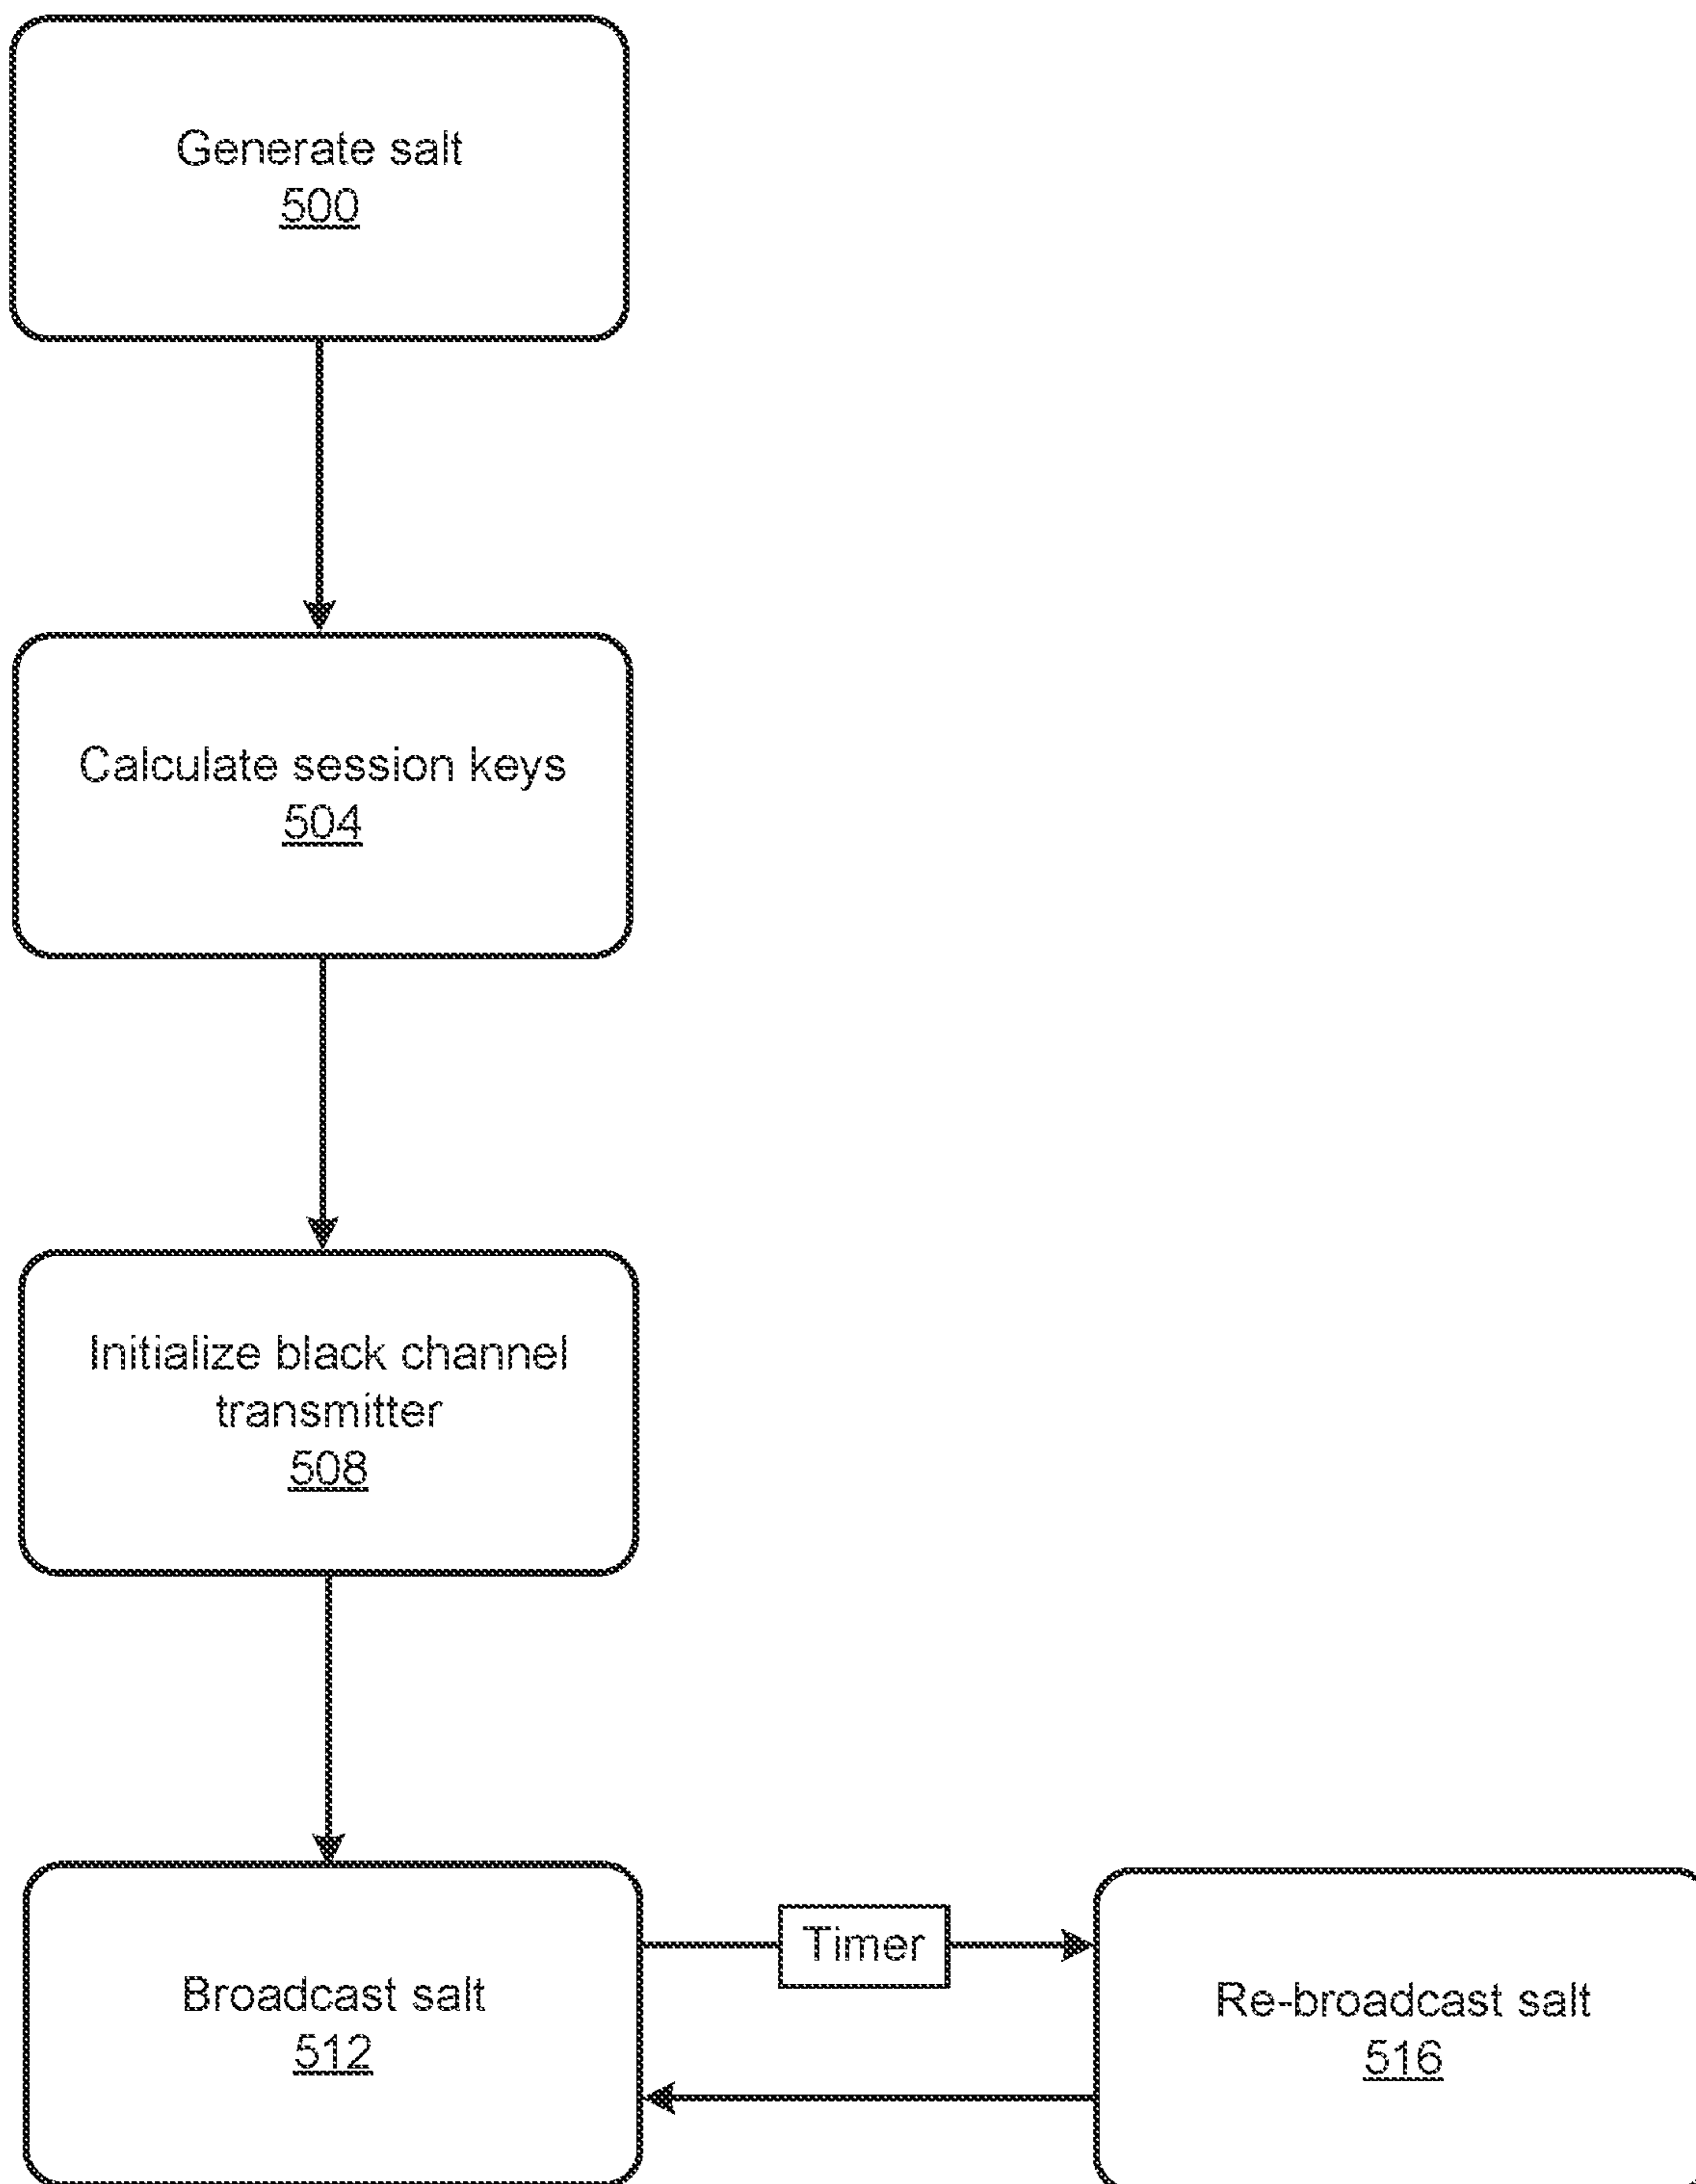 Generate salt
500
Calculate session keys
504
Initialize black channel
transmitter
508
Broadcast salt
512
Timer
Re-broadcast salt
516